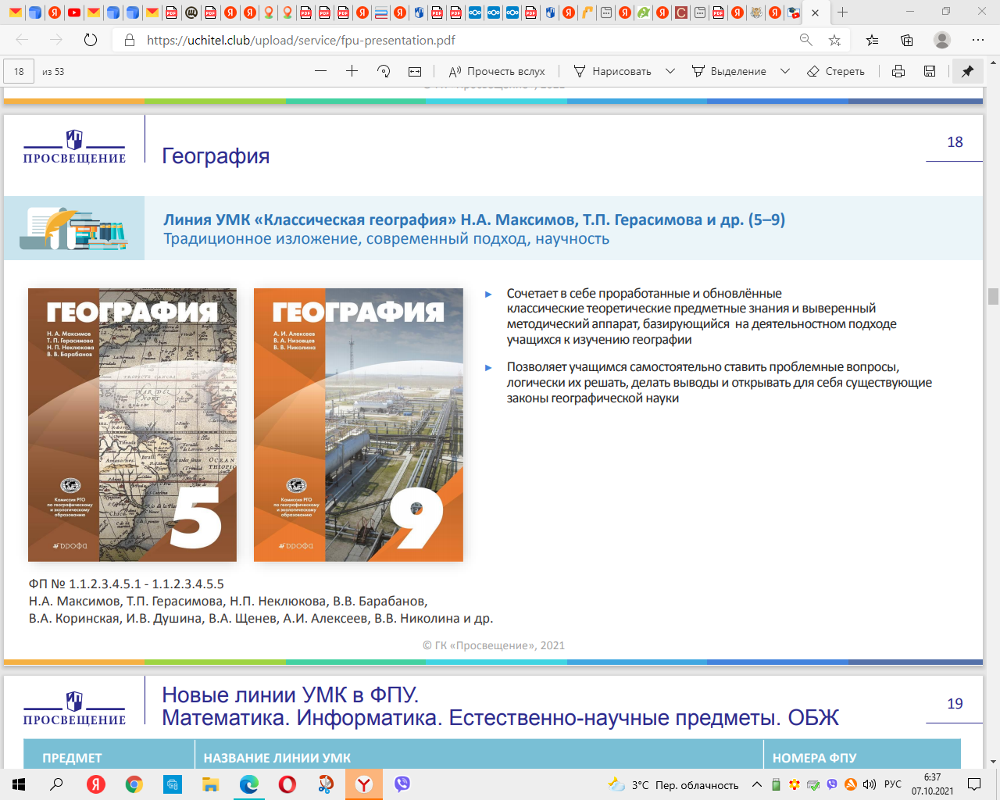 https://uchitel.club/upload/service/fpu-presentation.pdf
18 из 53
Прочесть вслух
Нарисовать
Выделение
Стереть
© ГК «Просвещение», 2021
ПРОСВЕЩЕНИЕ
География
18
Линия УМК «Классическая география» Н.А. Максимов, Т.П. Герасимова и др. (5–9)
Традиционное изложение, современный подход, научность
ГЕОГРАФИЯ
Н. А. Максимов
Т. П. Герасимова
Н. П. Неклюкова
В. В. Барабанов
Комиссия РГО
по географическому
и экологическому
образованию
5
ДРОФА
ГЕОГРАФИЯ
А. И. Алексеев
В. А. Низовцев
В. В. Николина
Комиссия РГО
по географическому
и экологическому
образованию
9
ДРОФА
Сочетает в себе проработанные и обновлённые
классические теоретические предметные знания и выверенный
методический аппарат, базирующийся на деятельностном подходе
учащихся к изучению географии
Позволяет учащимся самостоятельно ставить проблемные вопросы,
логически их решать, делать выводы и открывать для себя существующие
законы географической науки
ФП № 1.1.2.3.4.5.1 - 1.1.2.3.4.5.5
Н.А. Максимов, Т.П. Герасимова, Н.П. Неклюкова, В.В. Барабанов,
В.А. Коринская, И.В. Душина, В.А. Щенев, А.И. Алексеев, В.В. Николина и др.
© ГК «Просвещение», 2021
ПРОСВЕЩЕНИЕ
Новые линии УМК в ФПУ.
Математика. Информатика. Естественно-научные предметы. ОБЖ
19
ПРЕДМЕТ
НАЗВАНИЕ ЛИНИИ УМК
НОМЕРА ФПУ
3°C Пер. облачность
РУС
6:37
07.10.2021